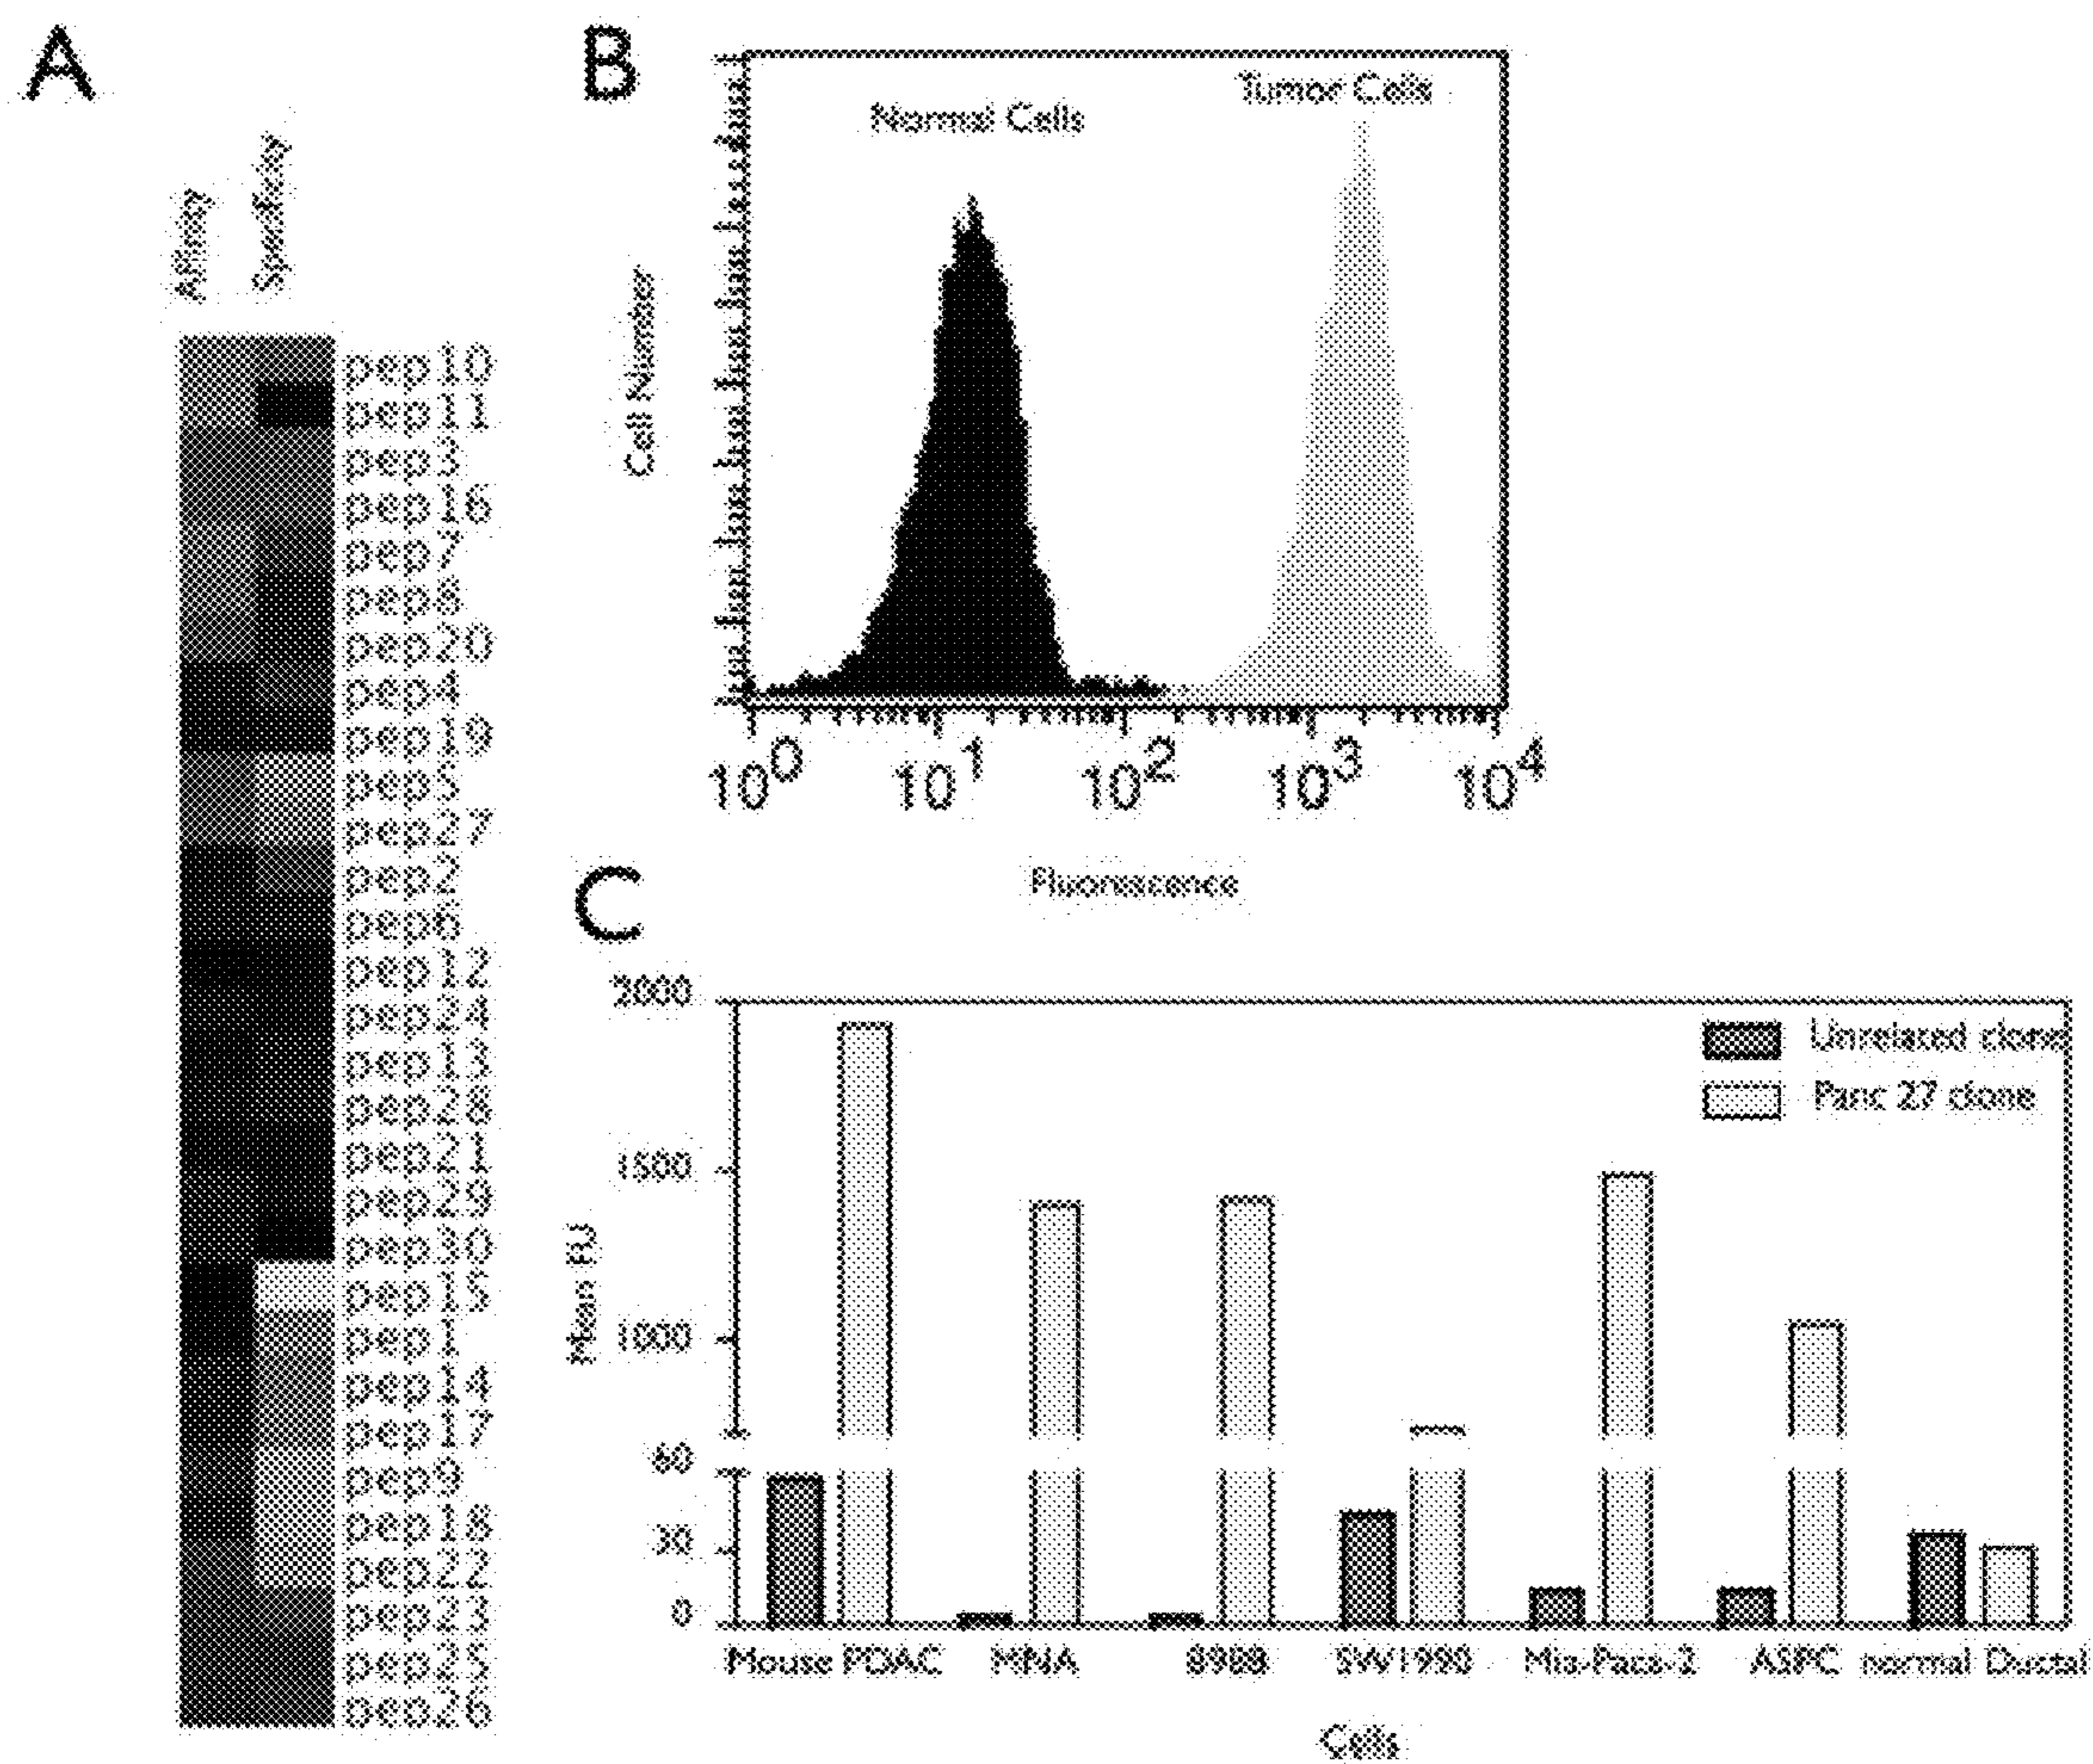 A
Affinity
Specificity
pep10
pep11
pep3
pep16
pep7
pep8
pep20
pep4
pep19
pep5
pep27
pep2
pep6
pep12
pep24
pep13
pep28
pep21
pep29
pep30
pep15
pep1
pep14
pep17
pep9
pep18
pep22
pep23
pep25
pep26
B
Normal Cells
Tumor Cells
Cell Number
10^0 10^1 10^2 10^3 10^4
Fluoriscence
C
2000
1500
1000
60
30
0
Mean FU
Unrelated clone
Panc 27 clone
Mouse PDAC MNA 8988 SW1990 Mia-Paca-2 ASPC normal Ductal
Cells